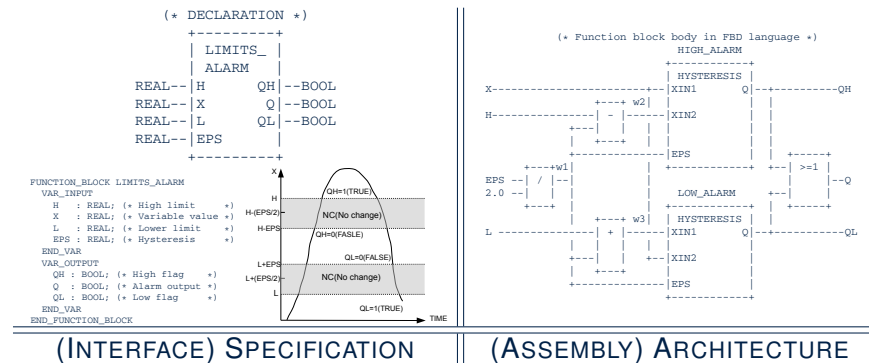 (* DECLARATION *)
LIMITS_
ALARM
REAL--|H QH|--BOOL
REAL--|X Q|--BOOL
REAL--|L QL|--BOOL
REAL--|EPS
FUNCTION_BLOCK LIMITS_ALARM
VAR_INPUT
H : REAL; (* High limit *)
X : REAL; (* Variable value *)
L : REAL; (* Lower limit *)
EPS : REAL; (* Hysteresis *)
END_VAR
VAR_OUTPUT
QH : BOOL; (* High flag *)
Q : BOOL; (* Alarm output *)
QL : BOOL; (* Low flag *)
END_VAR
END_FUNCTION_BLOCK
X
QH=1(TRUE)
H
H-(EPS/2)
NC(No change)
H-EPS
QH=0(FASLE)
QL=0(FALSE)
L+EPS
L+(EPS/2)
NC(No change)
L
QL=1(TRUE)
TIME
(INTERFACE) SPECIFICATION
(* Function block body in FBD language *)
HIGH_ALARM
HYSTERESIS
X XIN1 Q QH
w2
H - XIN2
EPS
w1 >=1
EPS / Q
2.0
LOW_ALARM
w3 HYSTERESIS
L + XIN1 Q QL
XIN2
EPS
(ASSEMBLY) ARCHITECTURE